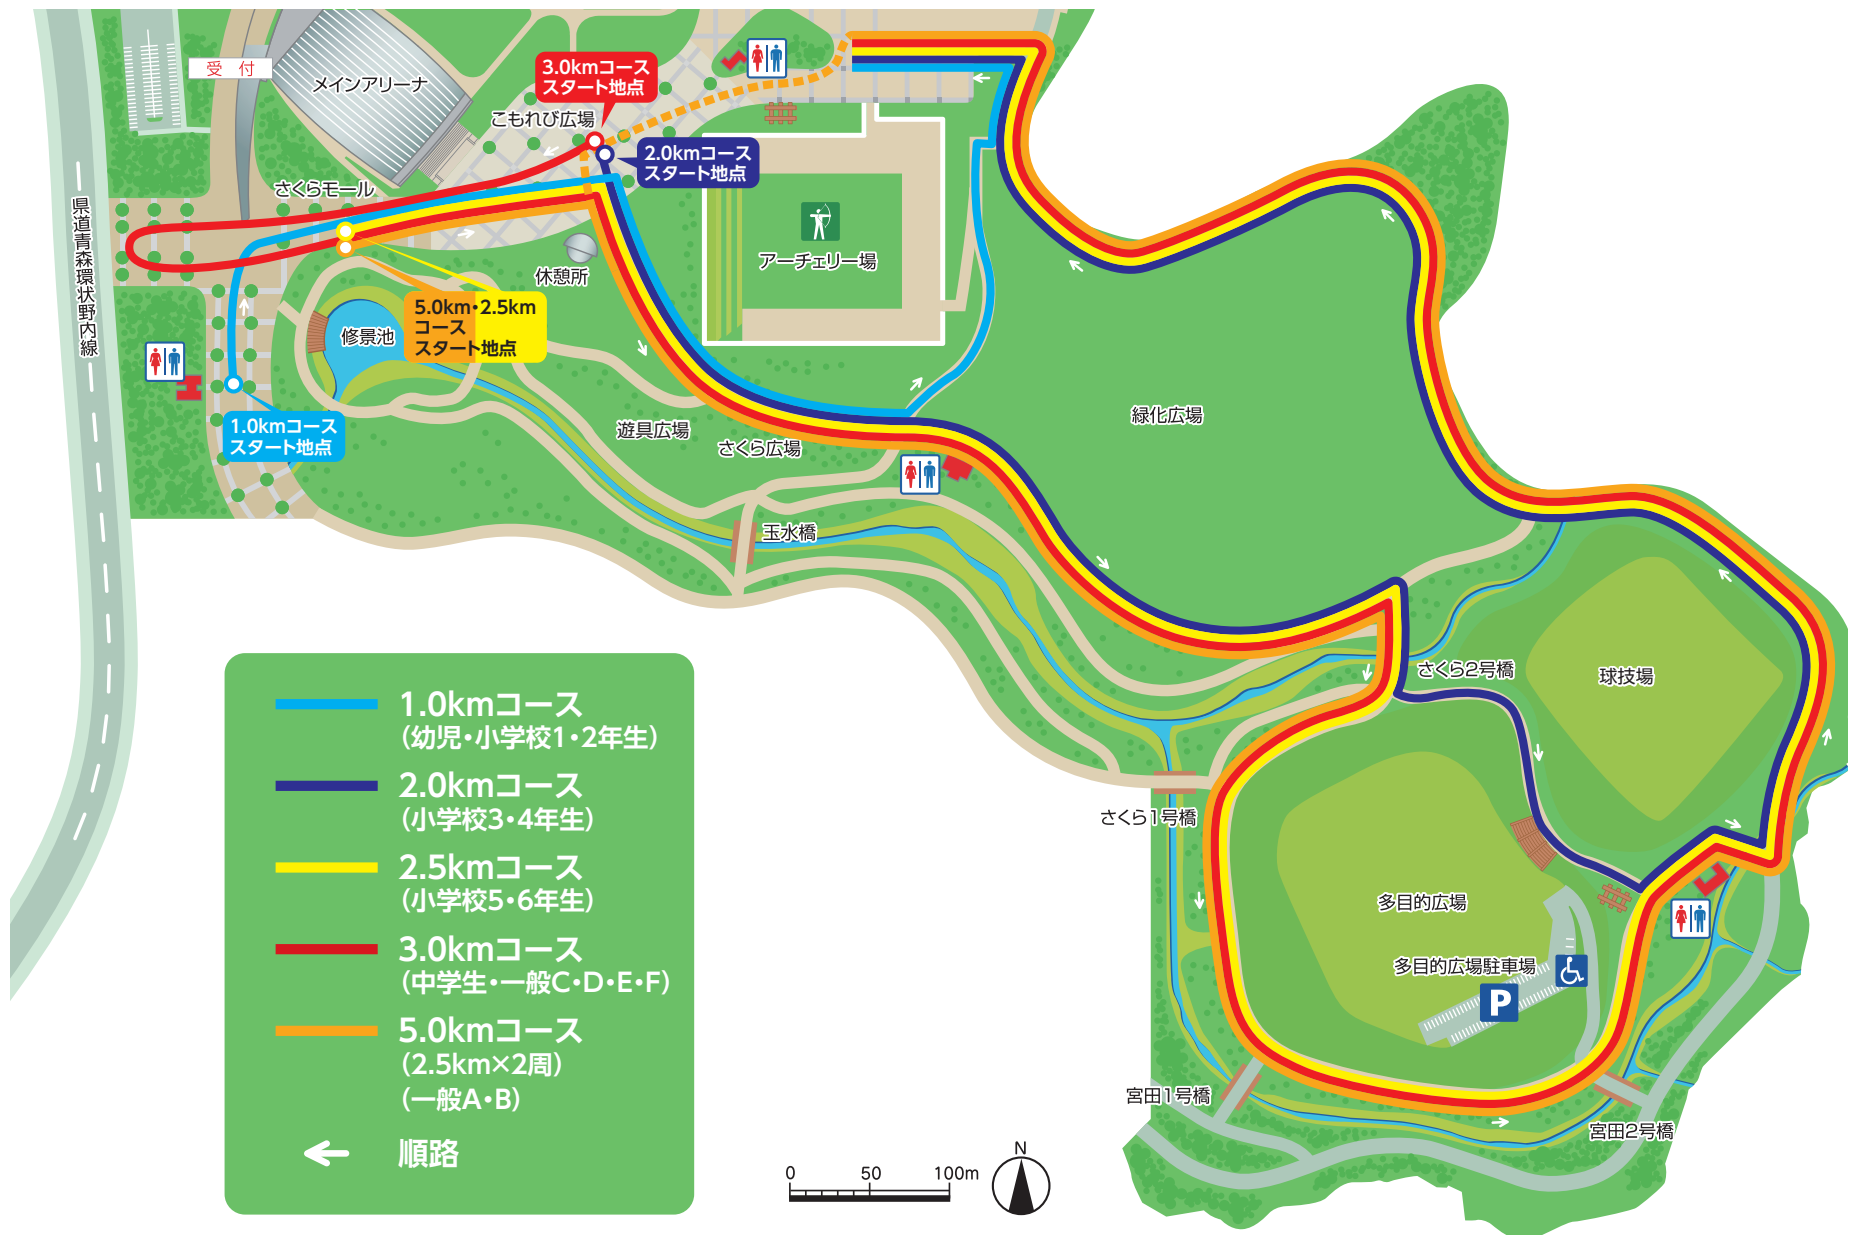 受　付
メインアリーナ
3.0kmコース
スタート地点
こもれび広場
2.0kmコース
スタート地点
さくらモール
県道青森環状野内線
アーチェリー場
休憩所
5.0km・2.5km
コース
スタート地点
修景池
1.0kmコース
スタート地点
遊具広場
さくら広場
緑化広場
玉水橋
さくら2号橋
球技場
さくら1号橋
多目的広場
多目的広場駐車場
P
宮田1号橋
宮田2号橋
1.0kmコース
(幼児・小学校1・2年生)
2.0kmコース
(小学校3・4年生)
2.5kmコース
(小学校5・6年生)
3.0kmコース
(中学生・一般C・D・E・F)
5.0kmコース
(2.5km×2周)
(一般A・B)
順路
0 50 100m
N